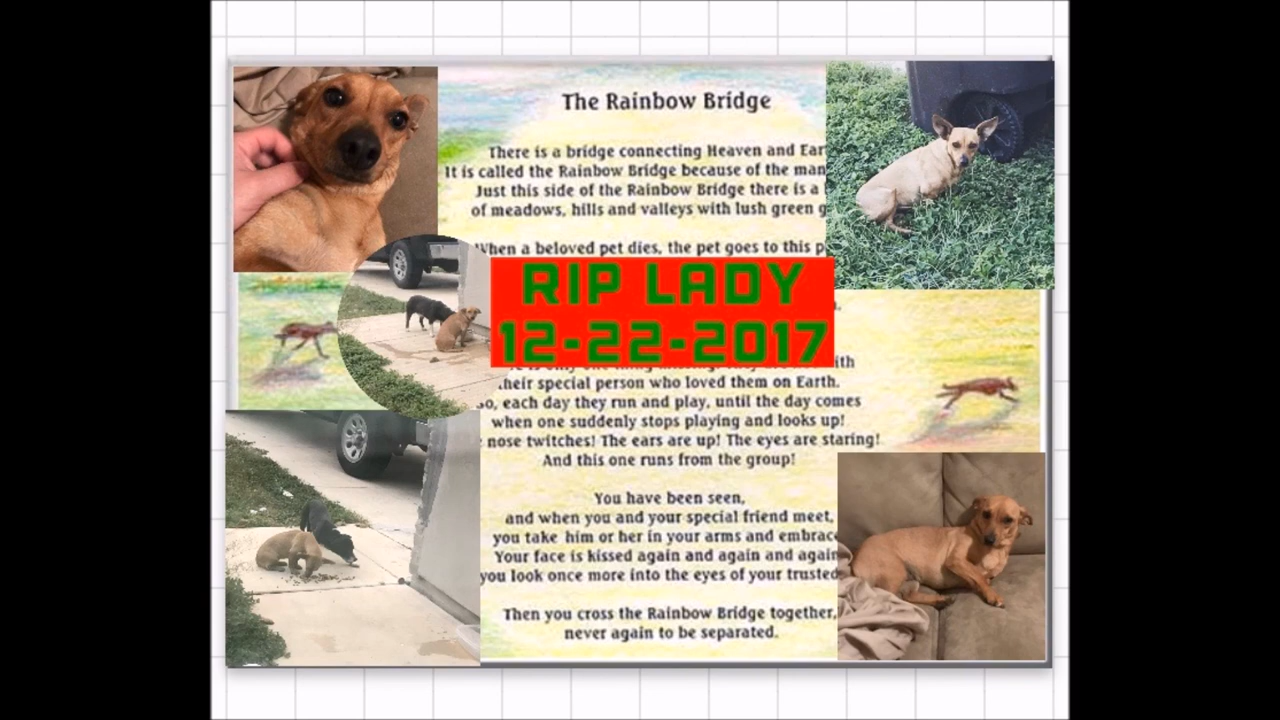 The Rainbow Bridge
There is a bridge connecting Heaven and
It is called the Rainbow Bridge because of the
Just this side of the Rainbow Bridge there is a
of meadows, hills and valleys with lush green
When a beloved pet dies, the pet goes to this
RIP LADY
12-22-2017
their special person who loved them on Earth.
So, each day they run and play, until the day comes
when one suddenly stops playing and looks up!
nose twitches! The ears are up! The eyes are staring!
And this one runs from the group!
You have been seen,
and when you and your special friend meet,
you take him or her in your arms and
Your face is kissed again and again and again
you look once more into the eyes of your trusted
Then you cross the Rainbow Bridge together,
never again to be separated.